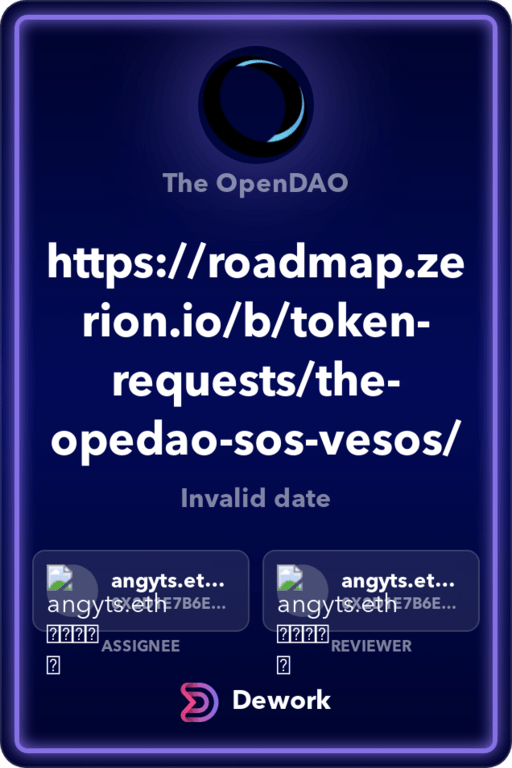 The OpenDAO
https://roadmap.ze
rion.io/b/token-
requests/the-
opedao-sos-vesos/
Invalid date
angyts.et... angyts.et...
angyts.eth angyts.eth
ASSIGNEE REVIEWER
Dework